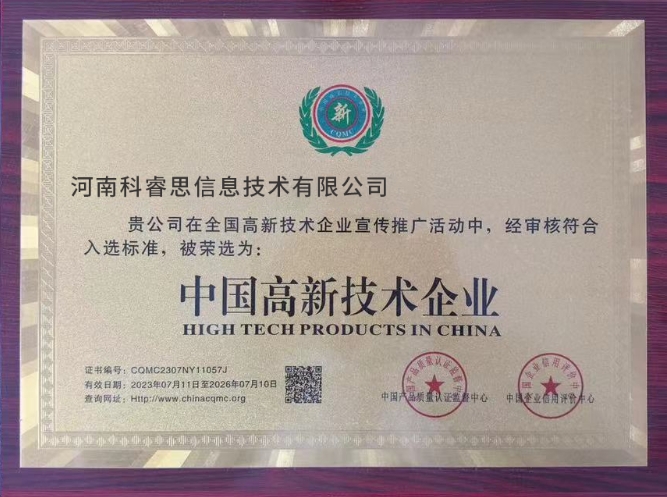 新
CQMC
河南科睿思信息技术有限公司
贵公司在全国高新技术企业宣传推广活动中，经审核符合
入选标准，被荣选为：
中国高新技术企业
HIGH TECH PRODUCTS IN CHINA
证书编号：CQMC2307NY11057J
有效日期：2023年07月11日至2026年07月10日
查询网址：Http://www.chinacqmc.org
中国产品质量认证监督中心
中国企业信用评价中心